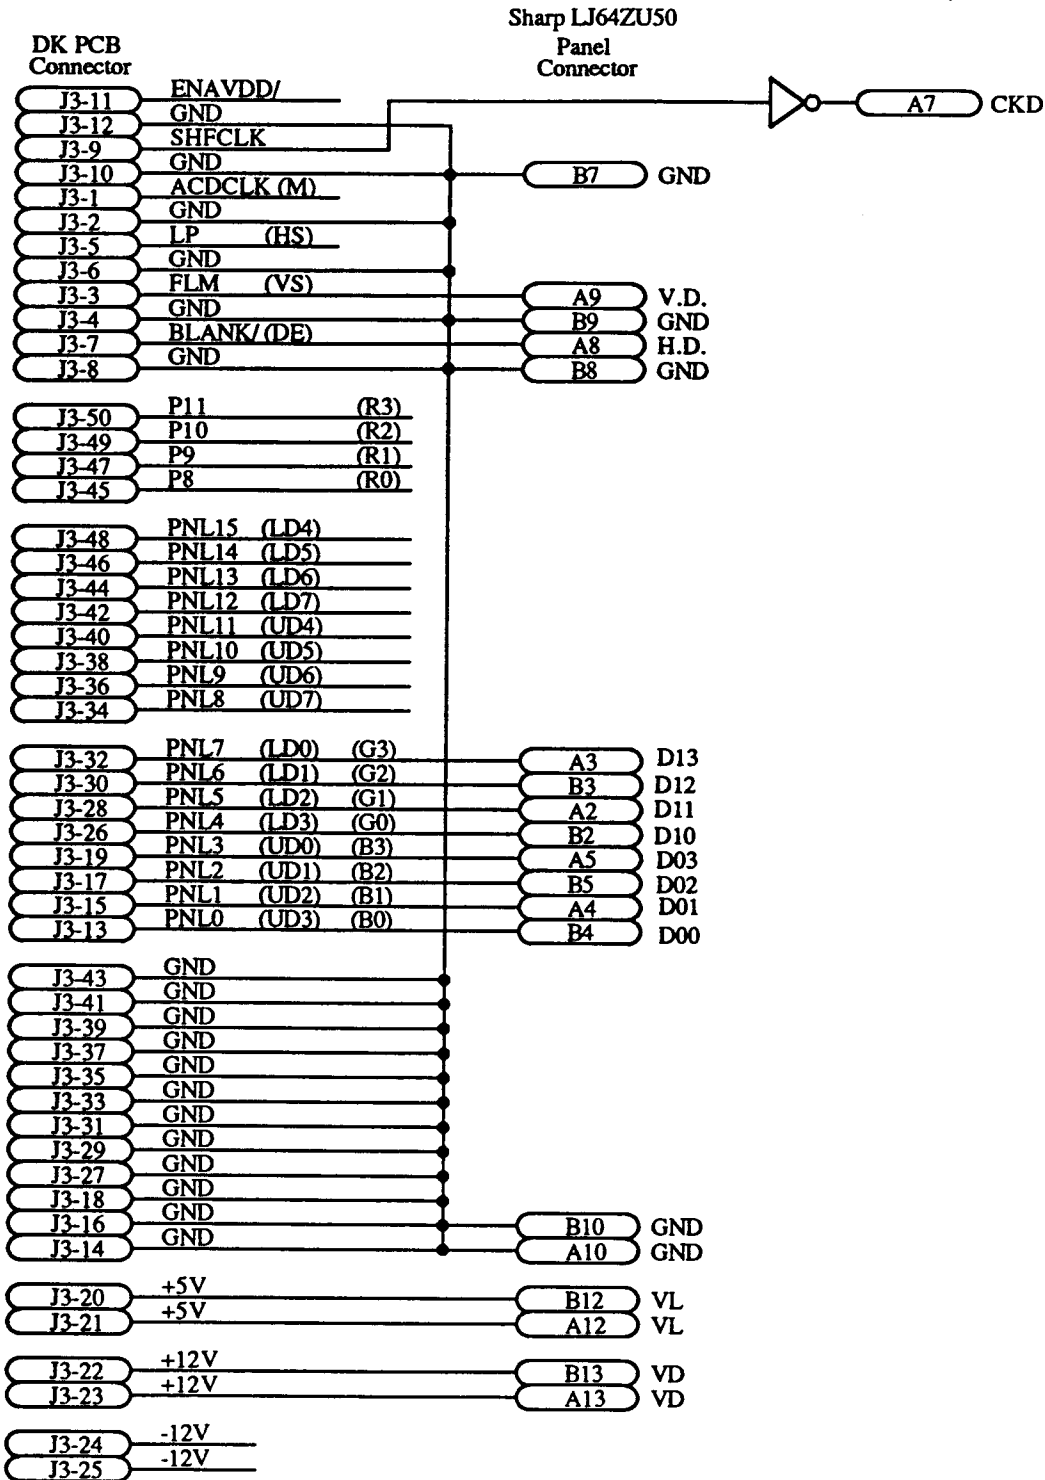 Sharp LJ64ZU50
DK PCB Panel
Connector Connector
J3-11 ENAVDD/ A7 CKD
J3-12 GND
J3-9 SHFCLK
J3-10 GND B7 GND
J3-1 ACDCLK (M)
J3-2 GND
J3-5 LP (HS)
J3-6 GND
J3-3 FLM (VS) A9 V.D.
J3-4 GND B9 GND
J3-7 BLANK/ (DE) A8 H.D.
J3-8 GND B8 GND
J3-50 P11 (R3)
J3-49 P10 (R2)
J3-47 P9 (R1)
J3-45 P8 (R0)
J3-48 PNL15 (LD4)
J3-46 PNL14 (LD5)
J3-44 PNL13 (LD6)
J3-42 PNL12 (LD7)
J3-40 PNL11 (UD4)
J3-38 PNL10 (UD5)
J3-36 PNL9 (UD6)
J3-34 PNL8 (UD7)
J3-32 PNL7 (LD0) (G3) A3 D13
J3-30 PNL6 (LD1) (G2) B3 D12
J3-28 PNL5 (LD2) (G1) A2 D11
J3-26 PNL4 (LD3) (G0) B2 D10
J3-19 PNL3 (UD0) (B3) A5 D03
J3-17 PNL2 (UD1) (B2) B5 D02
J3-15 PNL1 (UD2) (B1) A4 D01
J3-13 PNL0 (UD3) (B0) B4 D00
J3-43 GND
J3-41 GND
J3-39 GND
J3-37 GND
J3-35 GND
J3-33 GND
J3-31 GND
J3-29 GND
J3-27 GND
J3-18 GND
J3-16 GND B10 GND
J3-14 GND A10 GND
J3-20 +5V B12 VL
J3-21 +5V A12 VL
J3-22 +12V B13 VD
J3-23 +12V A13 VD
J3-24 -12V
J3-25 -12V